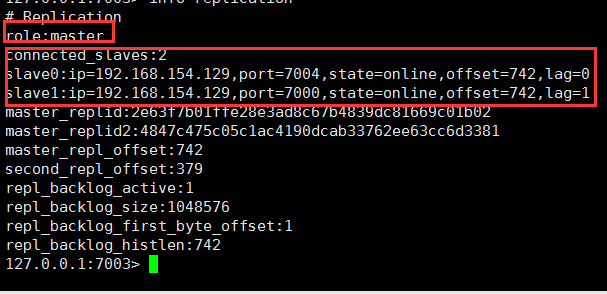 127.0.0.1:7003> info replication
# Replication
role:master
connected_slaves:2
slave0:ip=192.168.154.129,port=7004,state=online,offset=742,lag=0
slave1:ip=192.168.154.129,port=7000,state=online,offset=742,lag=1
master_replid:2e63f7b01ffe28e3ad8c67b4839dc81669c01b02
master_replid2:4847c475c05c1ac4190dcab33762ee63cc6d3381
master_repl_offset:742
second_repl_offset:379
repl_backlog_active:1
repl_backlog_size:1048576
repl_backlog_first_byte_offset:1
repl_backlog_histlen:742
127.0.0.1:7003>